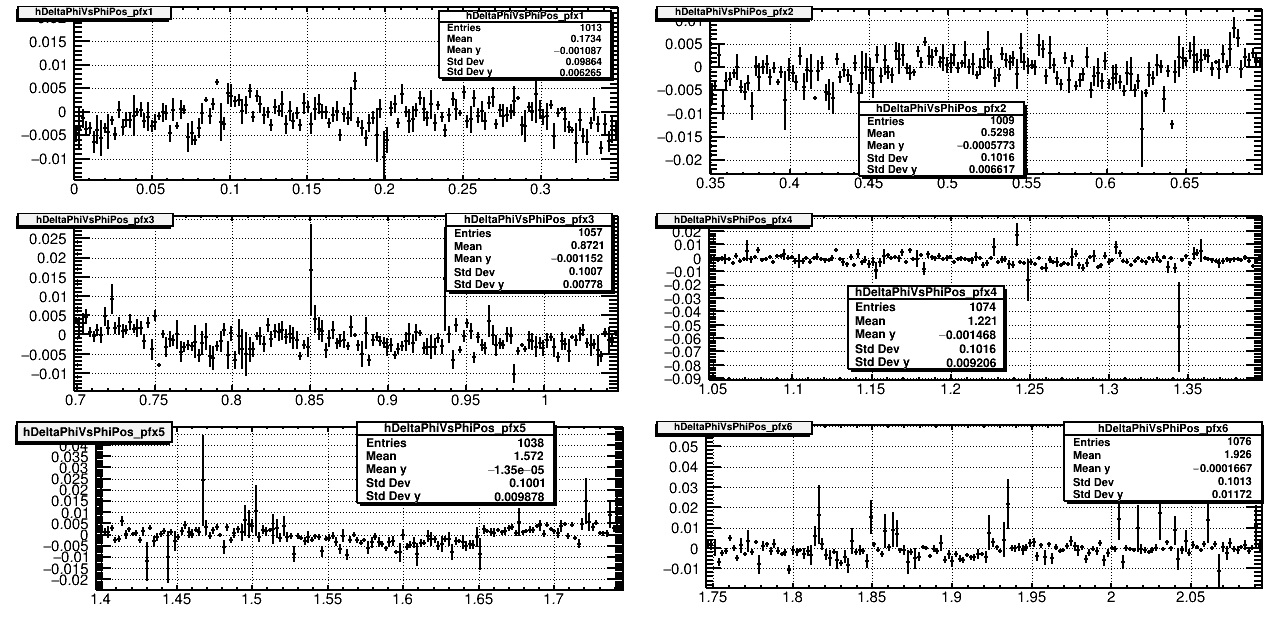 hDeltaPhiVsPhiPos_pfx1
hDeltaPhiVsPhiPos_pfx1
Entries 1013
Mean 0.1734
Mean y −0.001087
Std Dev 0.09864
Std Dev y 0.006265
0.015
0.01
0.005
0
−0.005
−0.01
0 0.05 0.1 0.15 0.2 0.25 0.3
hDeltaPhiVsPhiPos_pfx2
0.005
0
−0.005
−0.01
−0.015
−0.02
hDeltaPhiVsPhiPos_pfx2
Entries 1009
Mean 0.5298
Mean y −0.0005773
Std Dev 0.1016
Std Dev y 0.006617
0.35 0.4 0.45 0.5 0.55 0.6 0.65
hDeltaPhiVsPhiPos_pfx3
hDeltaPhiVsPhiPos_pfx3
Entries 1057
Mean 0.8721
Mean y −0.001152
Std Dev 0.1007
Std Dev y 0.00778
0.025
0.02
0.015
0.01
0.005
0
−0.005
−0.01
0.7 0.75 0.8 0.85 0.9 0.95 1
hDeltaPhiVsPhiPos_pfx4
0.02
0.01
0
−0.01
−0.02
−0.03
−0.04
−0.05
−0.06
−0.07
−0.08
−0.09
hDeltaPhiVsPhiPos_pfx4
Entries 1074
Mean 1.221
Mean y −0.001468
Std Dev 0.1016
Std Dev y 0.009206
1.05 1.1 1.15 1.2 1.25 1.3 1.35
hDeltaPhiVsPhiPos_pfx5
hDeltaPhiVsPhiPos_pfx5
Entries 1038
Mean 1.572
Mean y −1.35e−05
Std Dev 0.1001
Std Dev y 0.009878
0.04
0.035
0.03
0.025
0.02
0.015
0.01
0.005
0
−0.005
−0.01
−0.015
−0.02
1.4 1.45 1.5 1.55 1.6 1.65 1.7
hDeltaPhiVsPhiPos_pfx6
hDeltaPhiVsPhiPos_pfx6
Entries 1076
Mean 1.926
Mean y −0.0001667
Std Dev 0.1013
Std Dev y 0.01172
0.05
0.04
0.03
0.02
0.01
0
−0.01
1.75 1.8 1.85 1.9 1.95 2 2.05